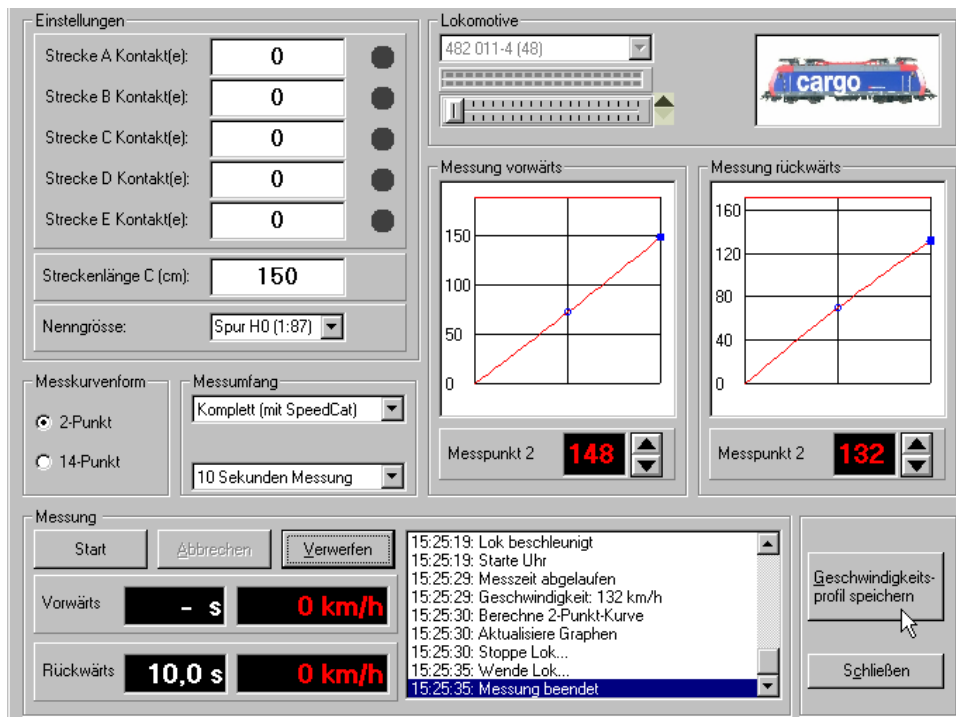 Einstellungen
Strecke A Kontakt(e): 0
Strecke B Kontakt(e): 0
Strecke C Kontakt(e): 0
Strecke D Kontakt(e): 0
Strecke E Kontakt(e): 0
Streckenlänge C (cm): 150
Nenngrösse: Spur H0 (1:87)
Lokomotive
482 011-4 (48)
cargo
Messung vorwärts
150
100
50
0
Messpunkt 2 148
Messung rückwärts
160
120
80
40
0
Messpunkt 2 132
Messkurvenform
2-Punkt
14-Punkt
Messumfang
Komplett (mit SpeedCat)
10 Sekunden Messung
Messung
Start Abbrechen Verwerfen
Vorwärts - s 0 km/h
Rückwärts 10,0 s 0 km/h
15:25:19: Lok beschleunigt
15:25:19: Starte Uhr
15:25:29: Messzeit abgelaufen
15:25:29: Geschwindigkeit: 132 km/h
15:25:30: Berechne 2-Punkt-Kurve
15:25:30: Aktualisiere Graphen
15:25:30: Stoppe Lok...
15:25:35: Wende Lok...
15:25:35: Messung beendet
Geschwindigkeits-
profil speichern
Schließen